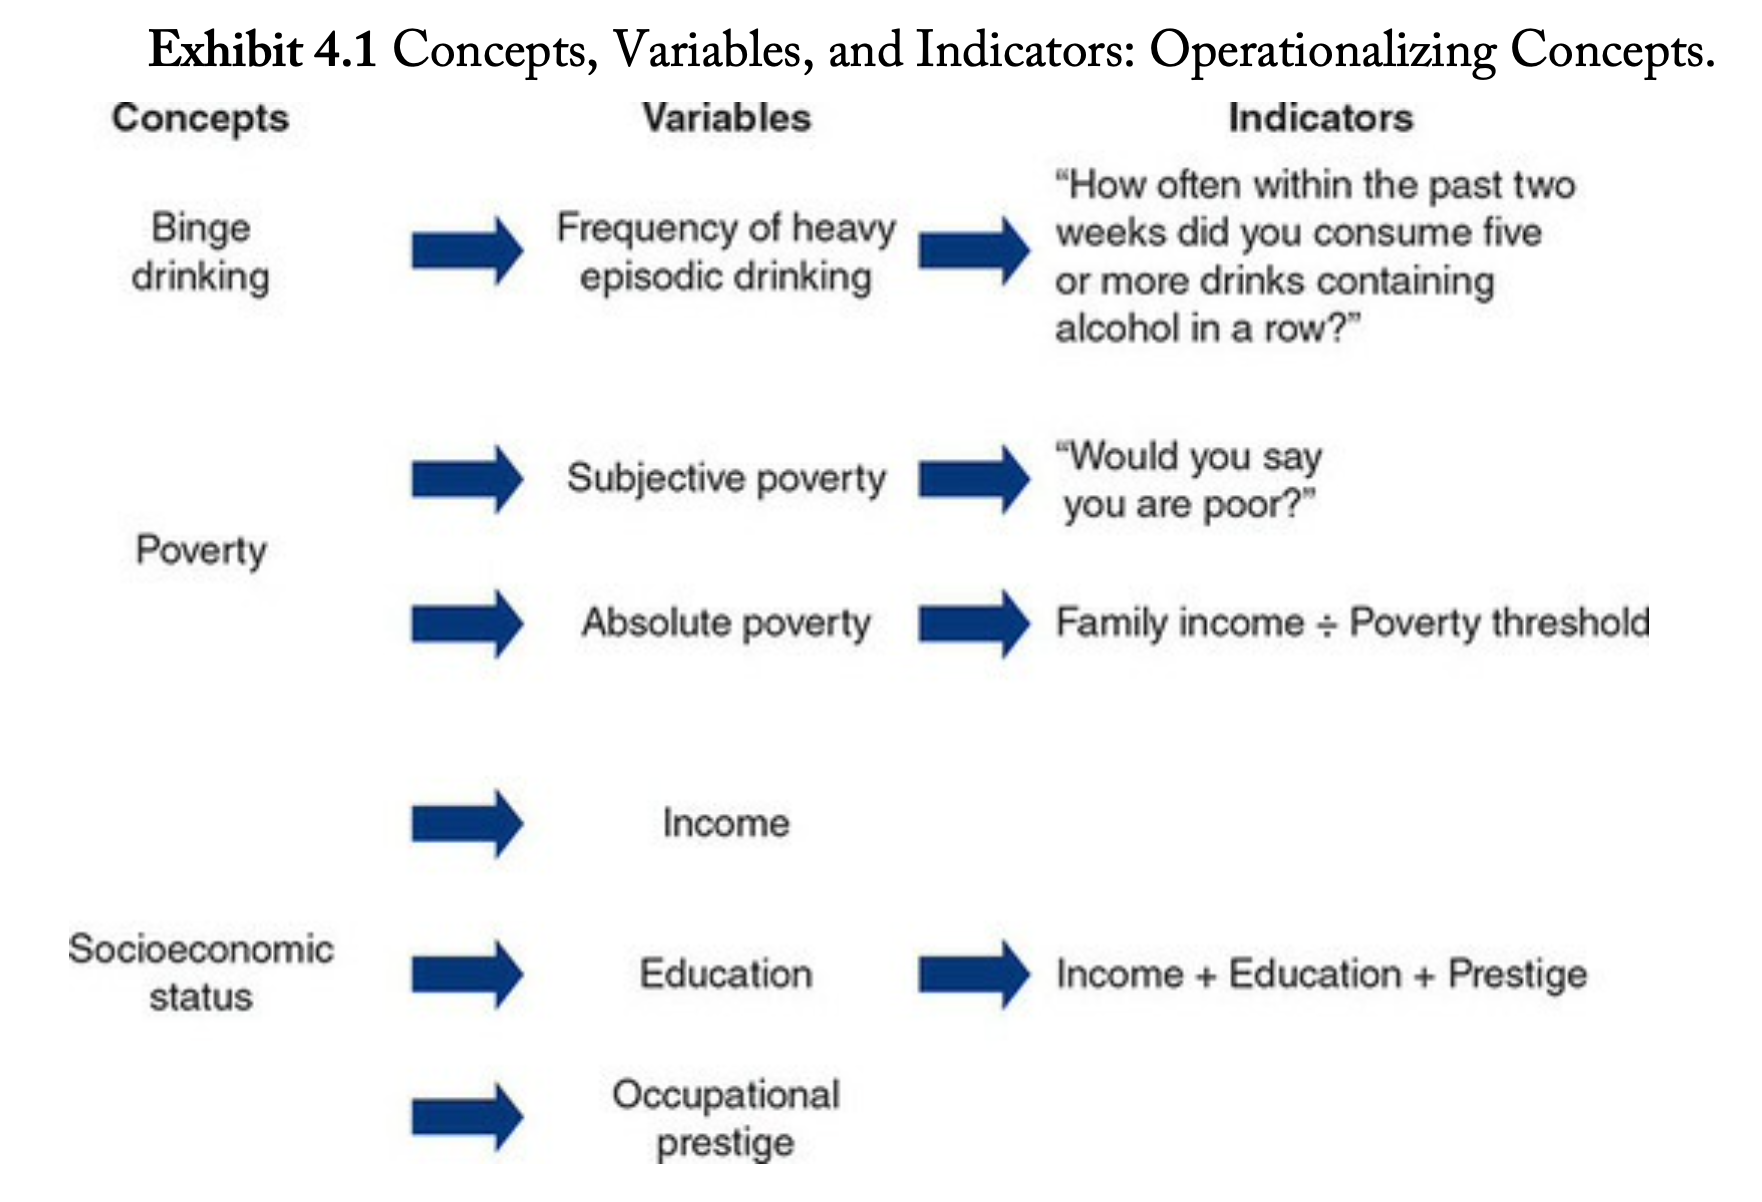 Exhibit 4.1 Concepts, Variables, and Indicators: Operationalizing Concepts.
Concepts
Variables
Indicators
Binge
drinking
Frequency of heavy
episodic drinking
“How often within the past two
weeks did you consume five
or more drinks containing
alcohol in a row?”
Poverty
Subjective poverty
“Would you say
you are poor?”
Absolute poverty
Family income ÷ Poverty threshold
Socioeconomic
status
Income
Education
Income + Education + Prestige
Occupational
prestige